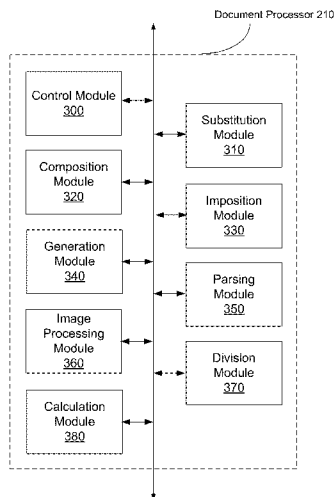 Document Processor 210
Control Module
300
Substitution
Module
310
Composition
Module
320
Imposition
Module
330
Generation
Module
340
Parsing
Module
350
Image
Processing
Module
360
Division
Module
370
Calculation
Module
380